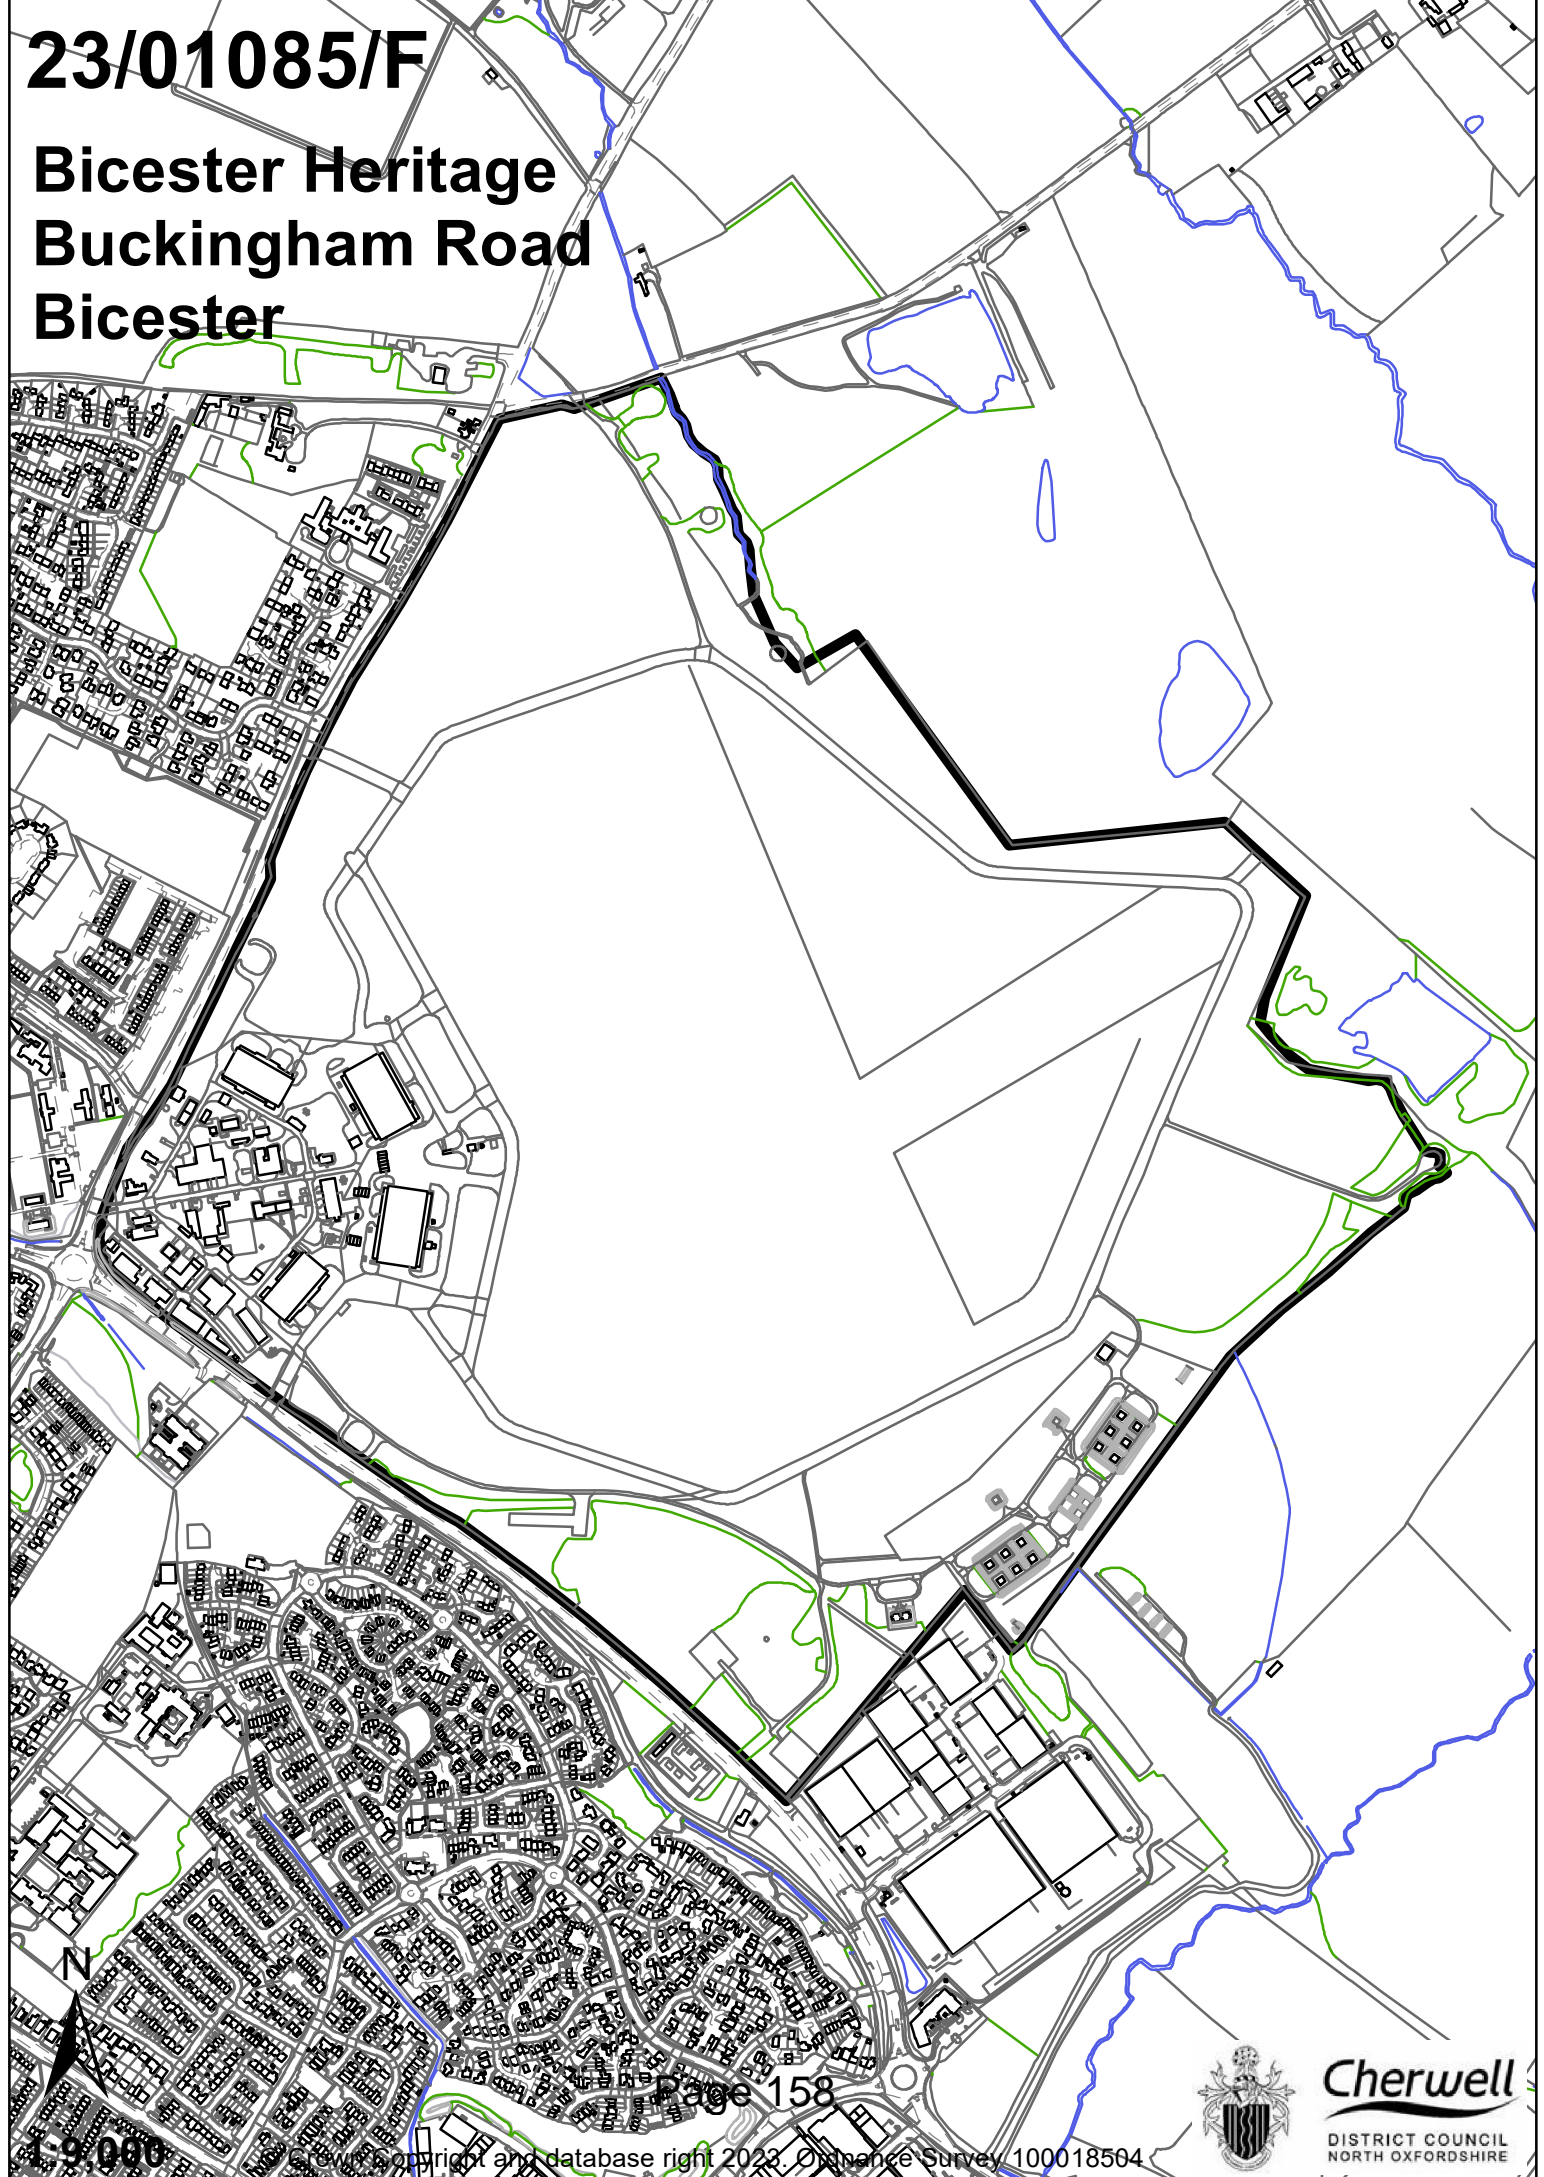 23/01085/F
Bicester Heritage
Buckingham Road
Bicester
N
Page 158
1:9,000
© Crown Copyright and database right 2023. Ordnance Survey 100018504
Cherwell
DISTRICT COUNCIL
NORTH OXFORDSHIRE